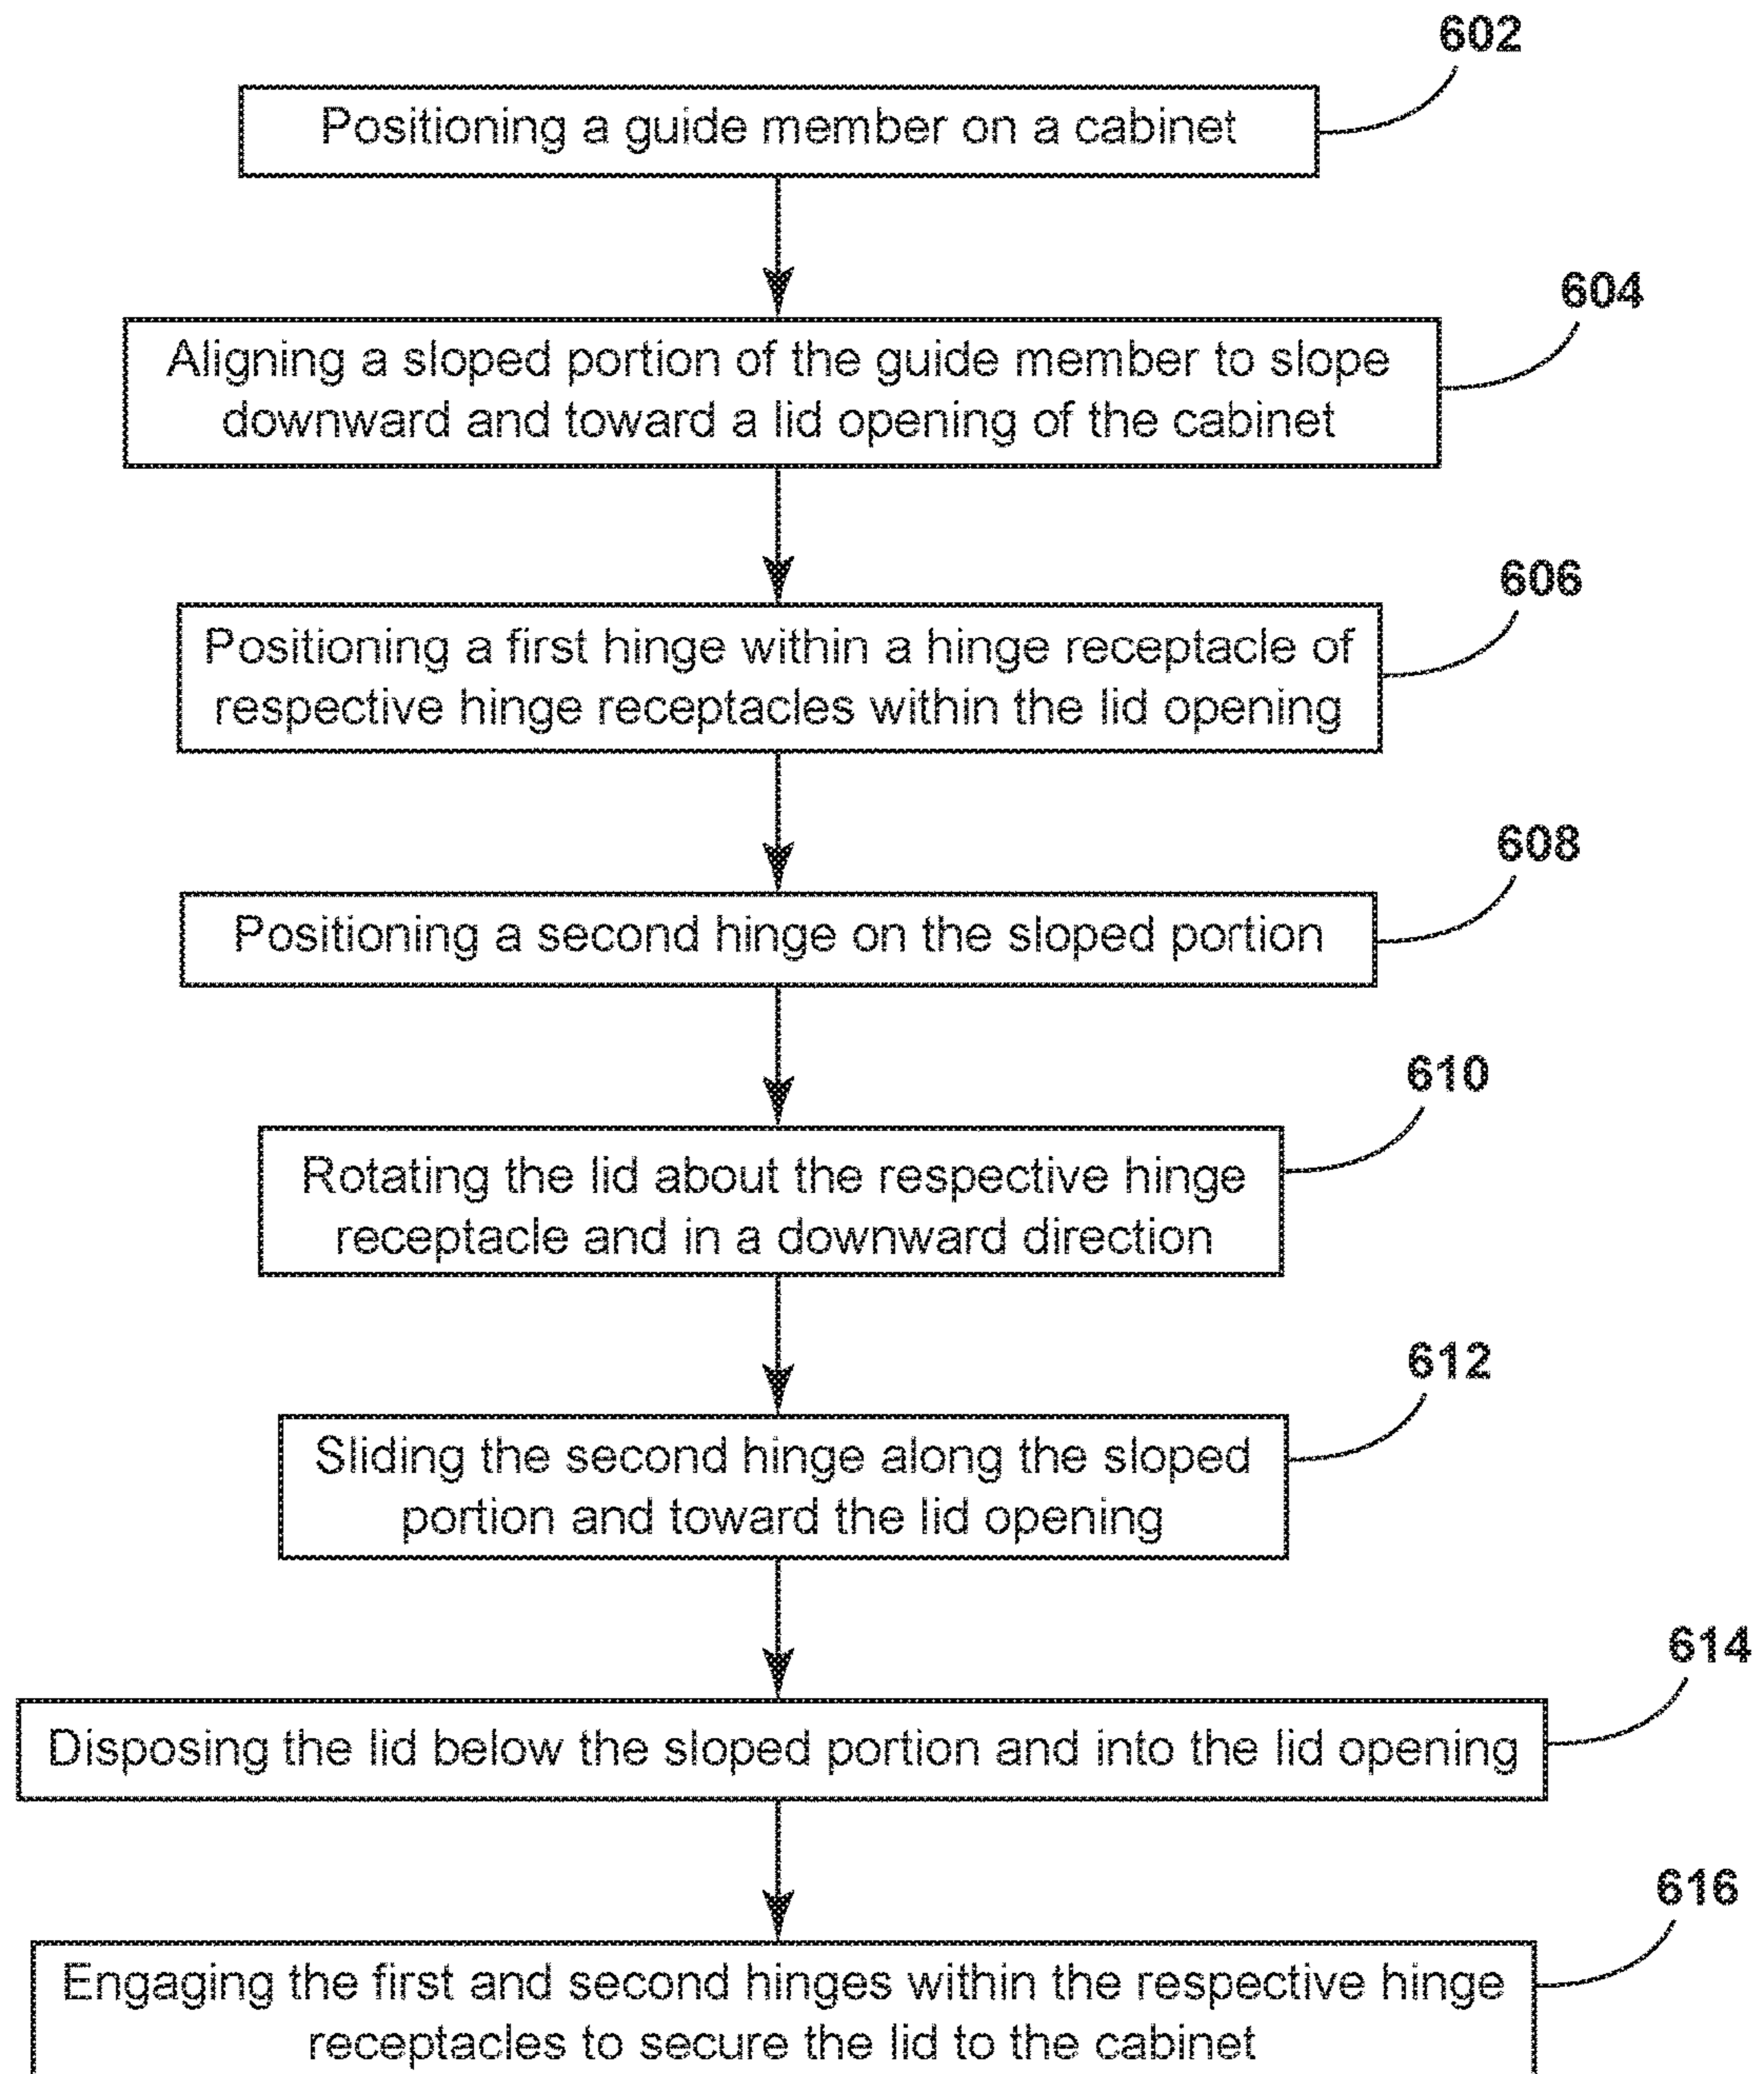 602
Positioning a guide member on a cabinet
604
Aligning a sloped portion of the guide member to slope
downward and toward a lid opening of the cabinet
606
Positioning a first hinge within a hinge receptacle of
respective hinge receptacles within the lid opening
608
Positioning a second hinge on the sloped portion
610
Rotating the lid about the respective hinge
receptacle and in a downward direction
612
Sliding the second hinge along the sloped
portion and toward the lid opening
614
Disposing the lid below the sloped portion and into the lid opening
616
Engaging the first and second hinges within the respective hinge
receptacles to secure the lid to the cabinet